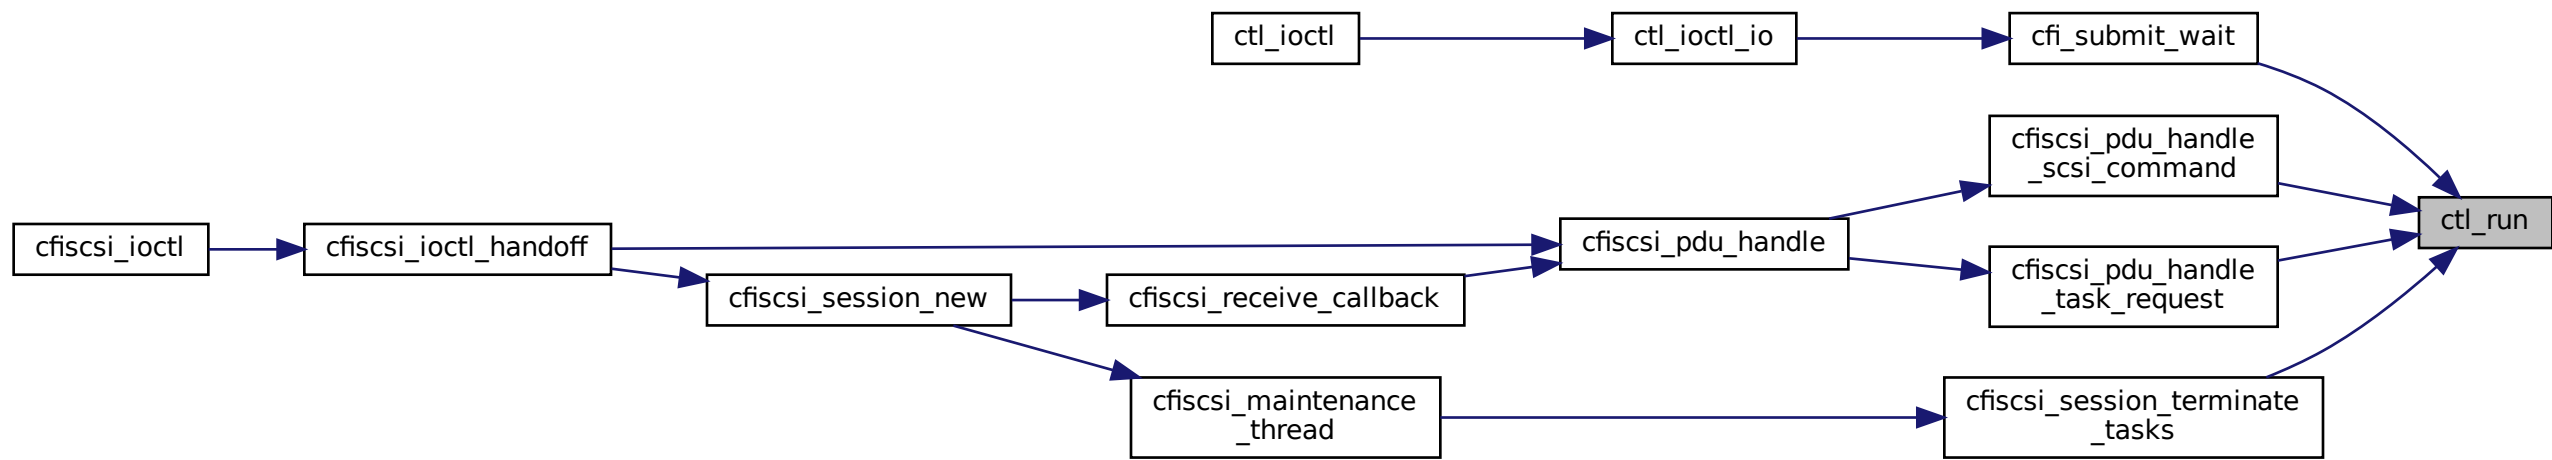 ctl_ioctl
ctl_ioctl_io
cfi_submit_wait
cfiscsi_pdu_handle
_scsi_command
ctl_run
cfiscsi_ioctl
cfiscsi_ioctl_handoff
cfiscsi_pdu_handle
cfiscsi_pdu_handle
_task_request
cfiscsi_session_new
cfiscsi_receive_callback
cfiscsi_maintenance
_thread
cfiscsi_session_terminate
_tasks